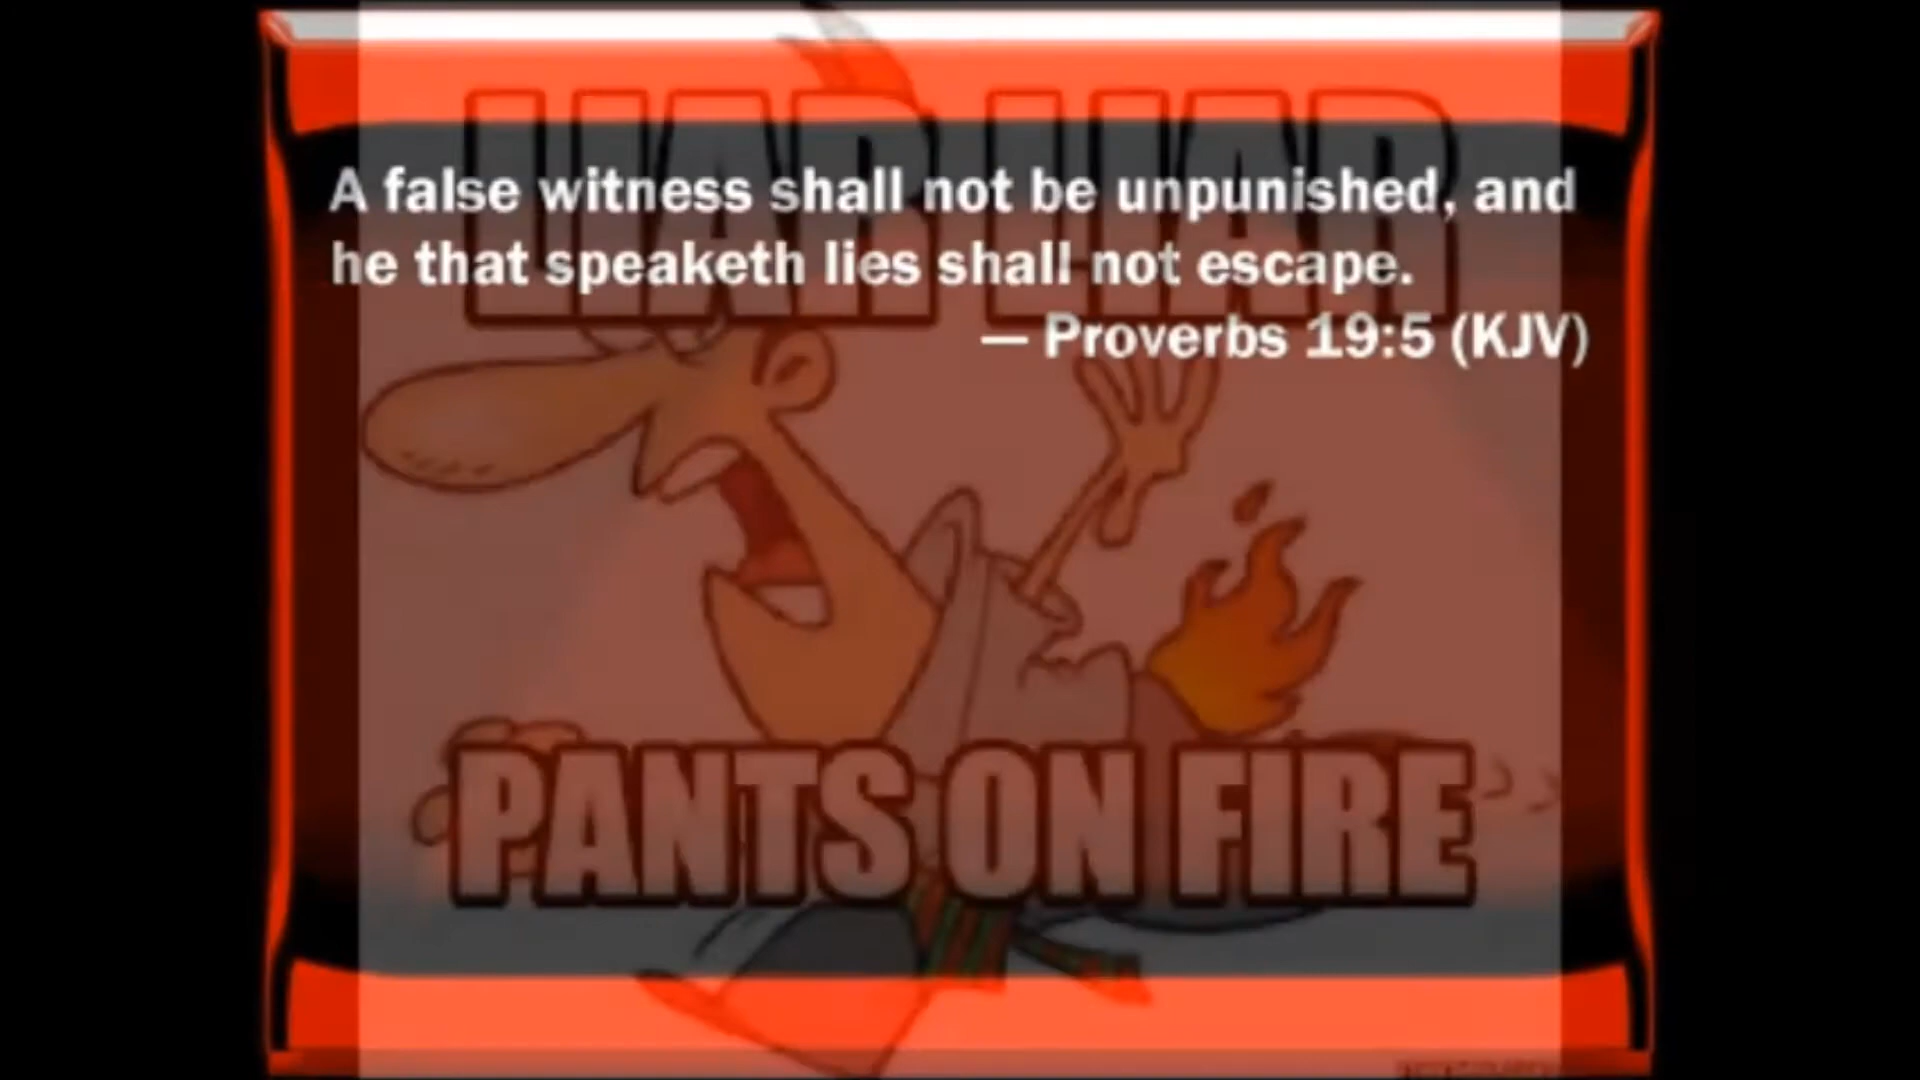 LIAR LIAR
A false witness shall not be unpunished, and
he that speaketh lies shall not escape.
— Proverbs 19:5 (KJV)
PANTS ON FIRE